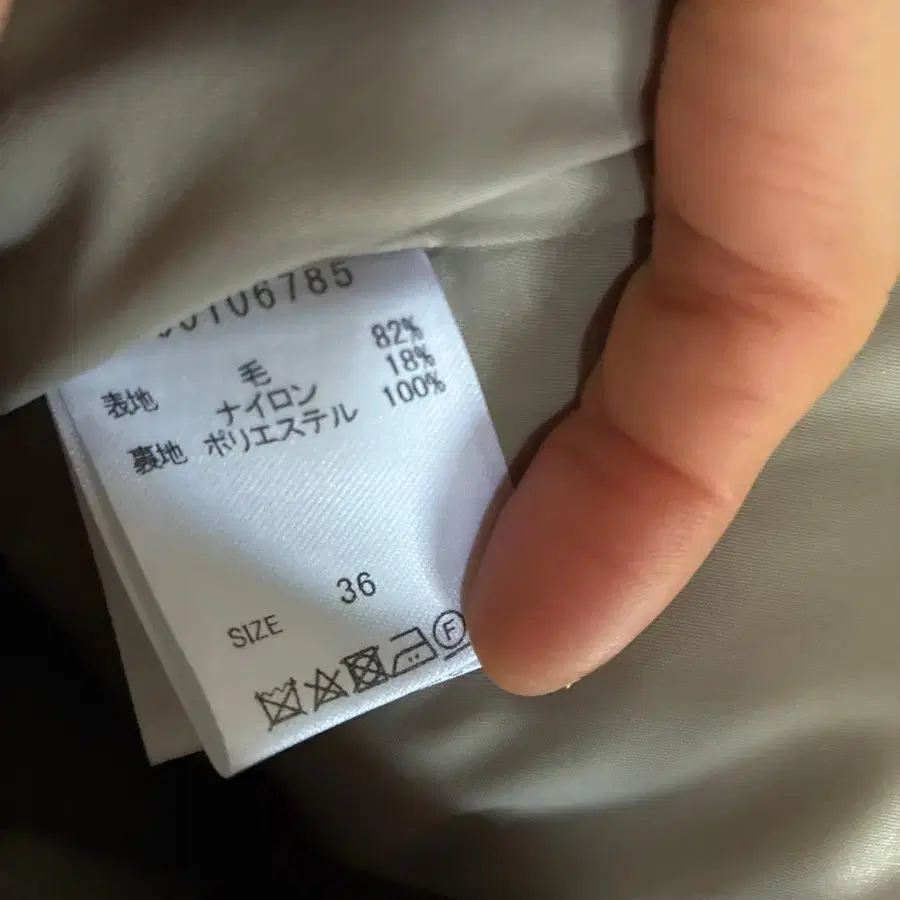 00106785
表地 毛 82%
ナイロン 18%
裏地 ポリエステル 100%
SIZE 36
F